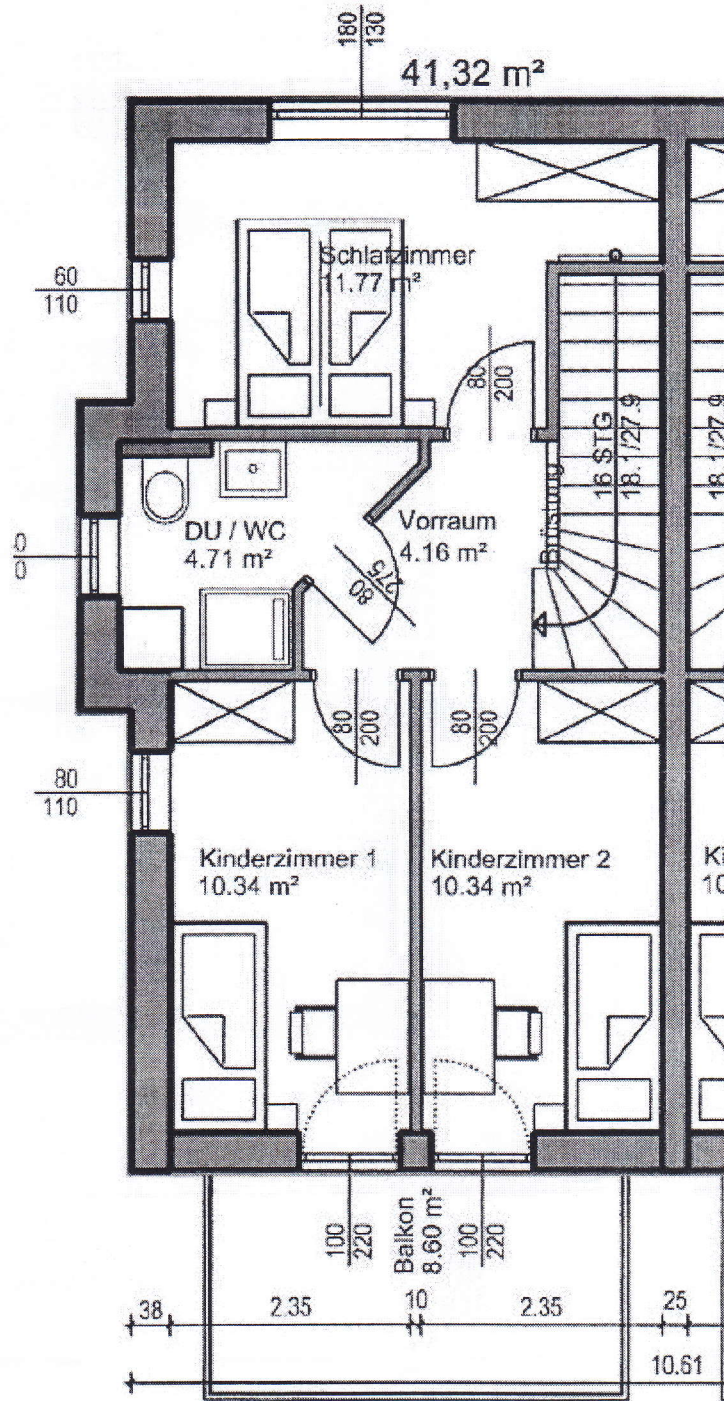 180
130
41,32 m²
60
110
Schlafzimmer
11.77 m²
80
200
16 STG
18.1/27.9
18.1/27.9
Brüstung
DU / WC
4.71 m²
Vorraum
4.16 m²
0
0
80
80
200
80
200
80
110
Kinderzimmer 1
10.34 m²
Kinderzimmer 2
10.34 m²
Ki
10
100
220
Balkon
8.60 m²
100
220
38
2.35
10
2.35
25
10.61